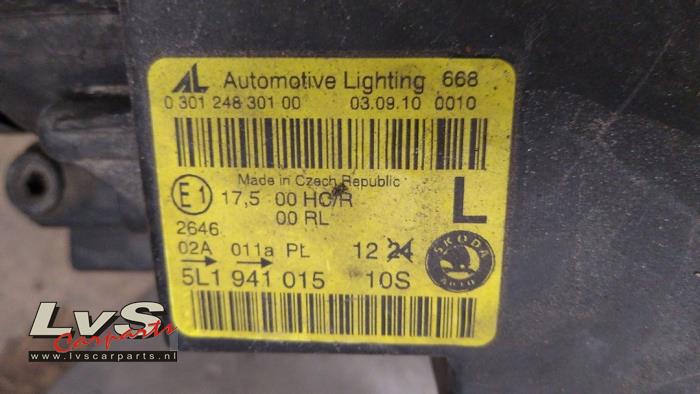 AL Automotive Lighting 668
0 301 248 301 00 03.09.10 0010
Made in Czech Republic
E1 17,5 00 HC/R
00 RL
L
2646
02A 011a PL 12 24
5L1 941 015 10S
ŠKODA
AUTO
LvS
Carparts
www.lvscarparts.nl